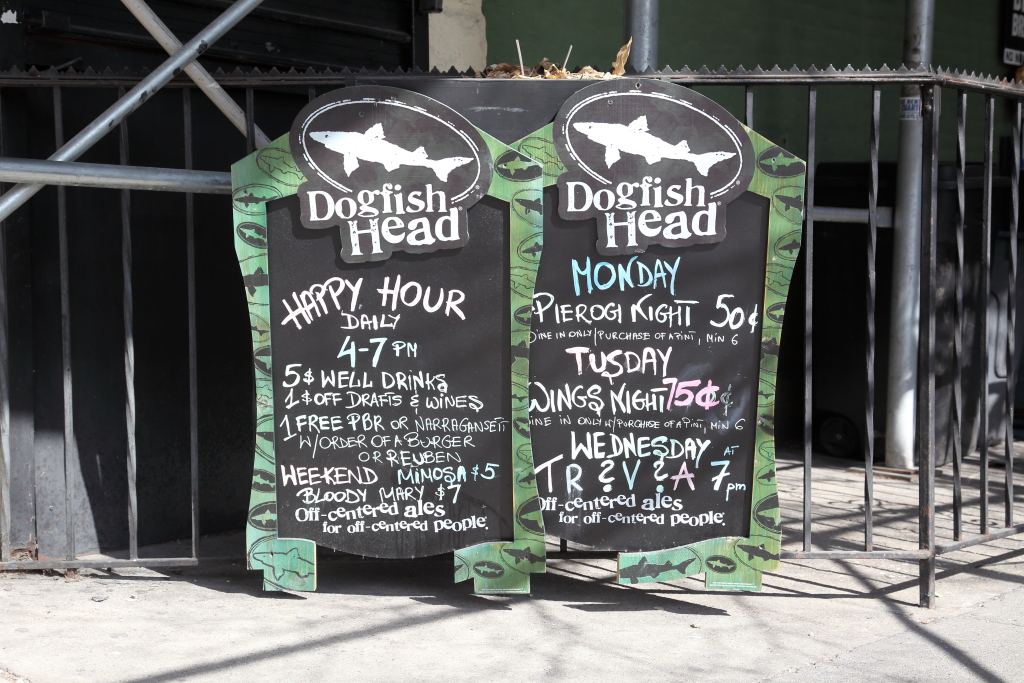 Dogfish
Head
HAPPY HOUR
DAILY
4-7 PM
5$ WELL DRINKS
1$ OFF DRAFTS & WINES
1 FREE PBR OR NARRAGANSETT
W/ORDER OF A BURGER
OR REUBEN
WEEKEND MIMOSA $5
BLOODY MARY $7
Off-centered ales
for off-centered people.
Dogfish
Head
MONDAY
PIEROGI NIGHT 50¢
DINE IN ONLY/PURCHASE OF A PINT, MIN 6
TUSDAY
WINGS NIGHT 75¢
DINE IN ONLY W/PURCHASE OF A PINT, MIN 6
WEDNESDAY AT
TR?V?A 7pm
Off-centered ales
for off-centered people.